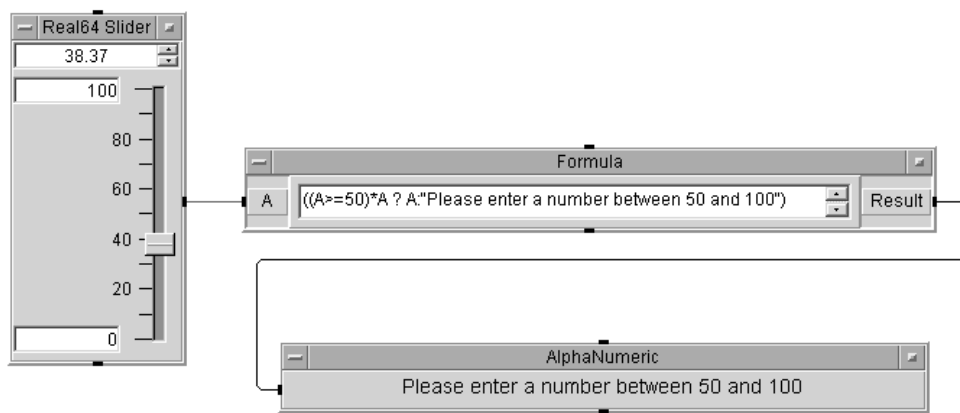 Real64 Slider
38.37
100
80
60
40
20
0
Formula
A
((A>=50)*A ? A:"Please enter a number between 50 and 100")
Result
AlphaNumeric
Please enter a number between 50 and 100